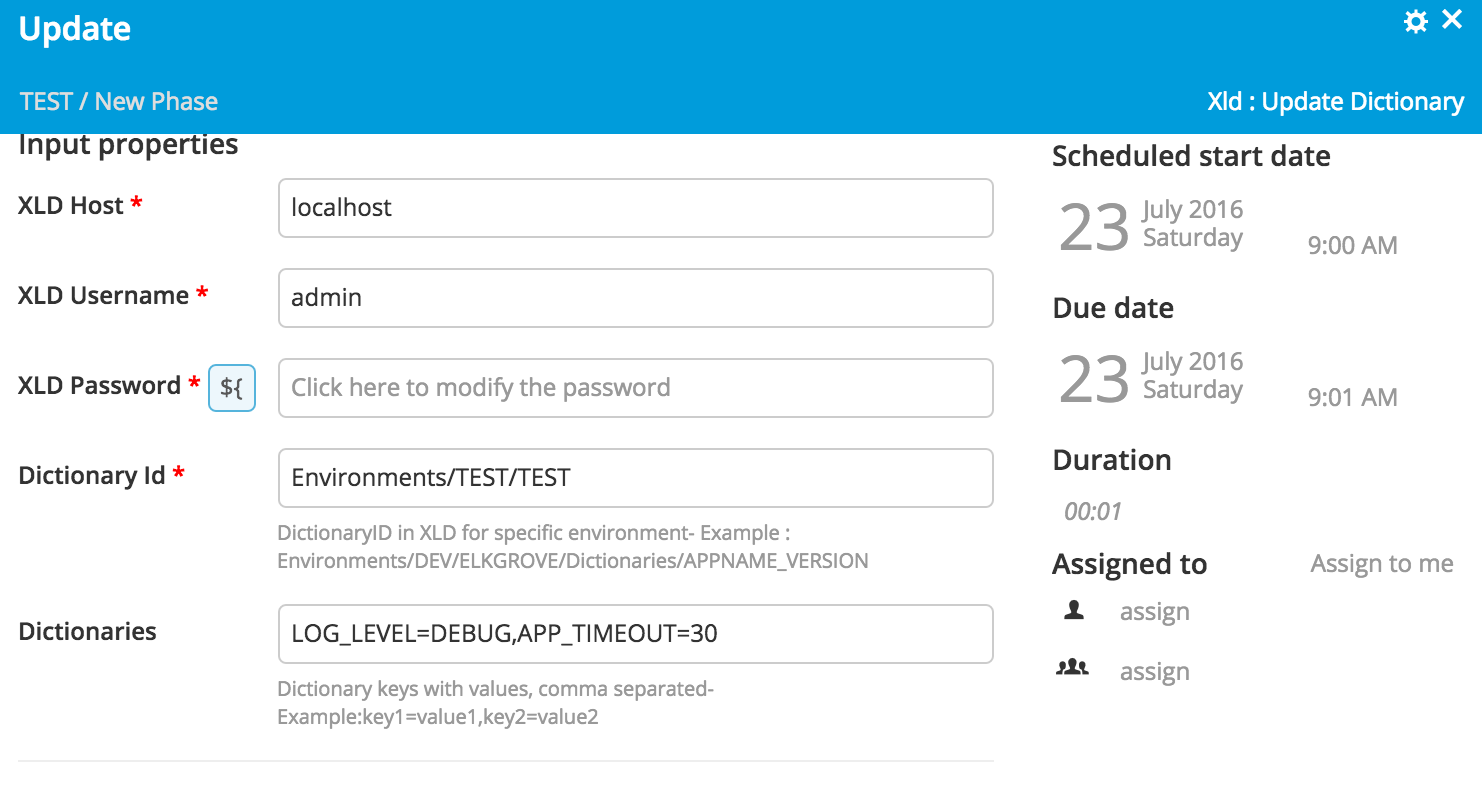 Update
TEST / New Phase
Xld : Update Dictionary
Input properties
XLD Host *
localhost
XLD Username *
admin
XLD Password *
${
Click here to modify the password
Dictionary Id *
Environments/TEST/TEST
DictionaryID in XLD for specific environment- Example :
Environments/DEV/ELKGROVE/Dictionaries/APPNAME_VERSION
Dictionaries
LOG_LEVEL=DEBUG,APP_TIMEOUT=30
Dictionary keys with values, comma separated-
Example:key1=value1,key2=value2
Scheduled start date
23
July 2016
Saturday
9:00 AM
Due date
23
July 2016
Saturday
9:01 AM
Duration
00:01
Assigned to
Assign to me
assign
assign